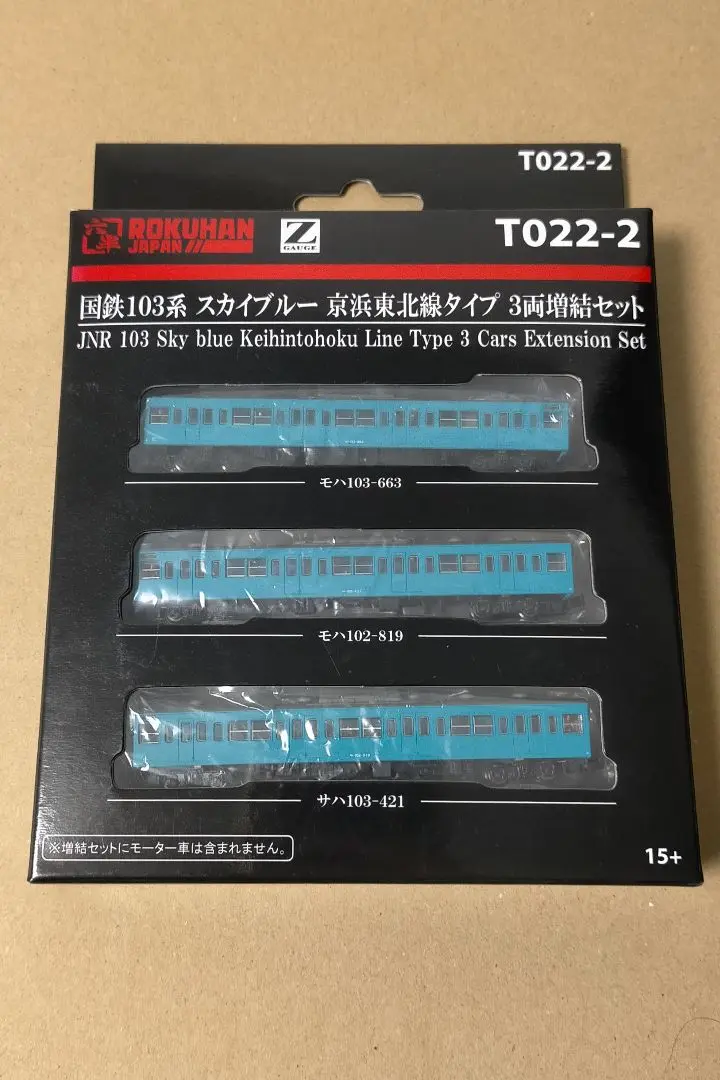 T022-2
六半 ROKUHAN
JAPAN
Z
GAUGE
T022-2
国鉄103系 スカイブルー 京浜東北線タイプ 3両増結セット
JNR 103 Sky blue Keihintohoku Line Type 3 Cars Extension Set
モハ103-663
モハ102-819
サハ103-421
※増結セットにモーター車は含まれません。
15+